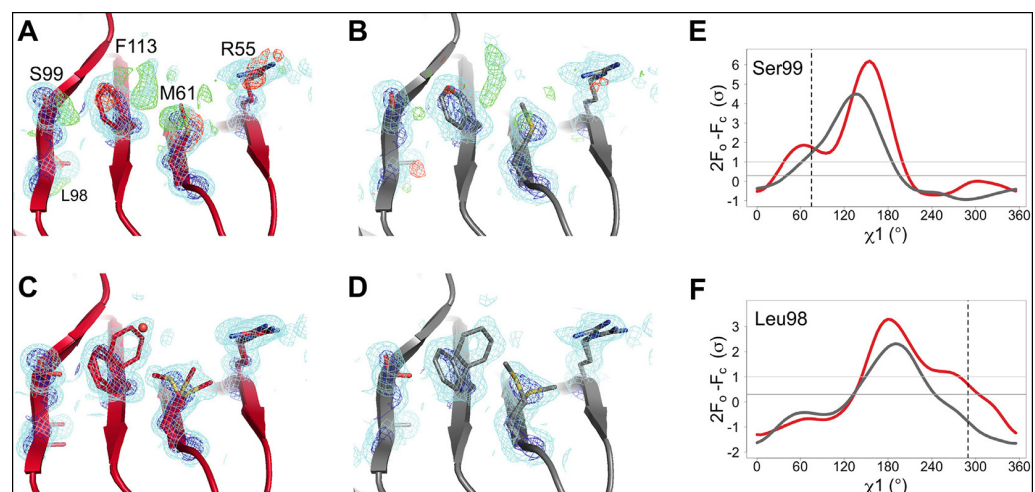 A
F113
R55
S99
M61
L98
B
C
D
E
Ser99
2Fo-Fc (σ)
6
5
4
3
2
1
0
-1
0 60 120 180 240 300 360
χ1 (°)
F
Leu98
2Fo-Fc (σ)
3
2
1
0
-1
-2
0 60 120 180 240 300 360
χ1 (°)